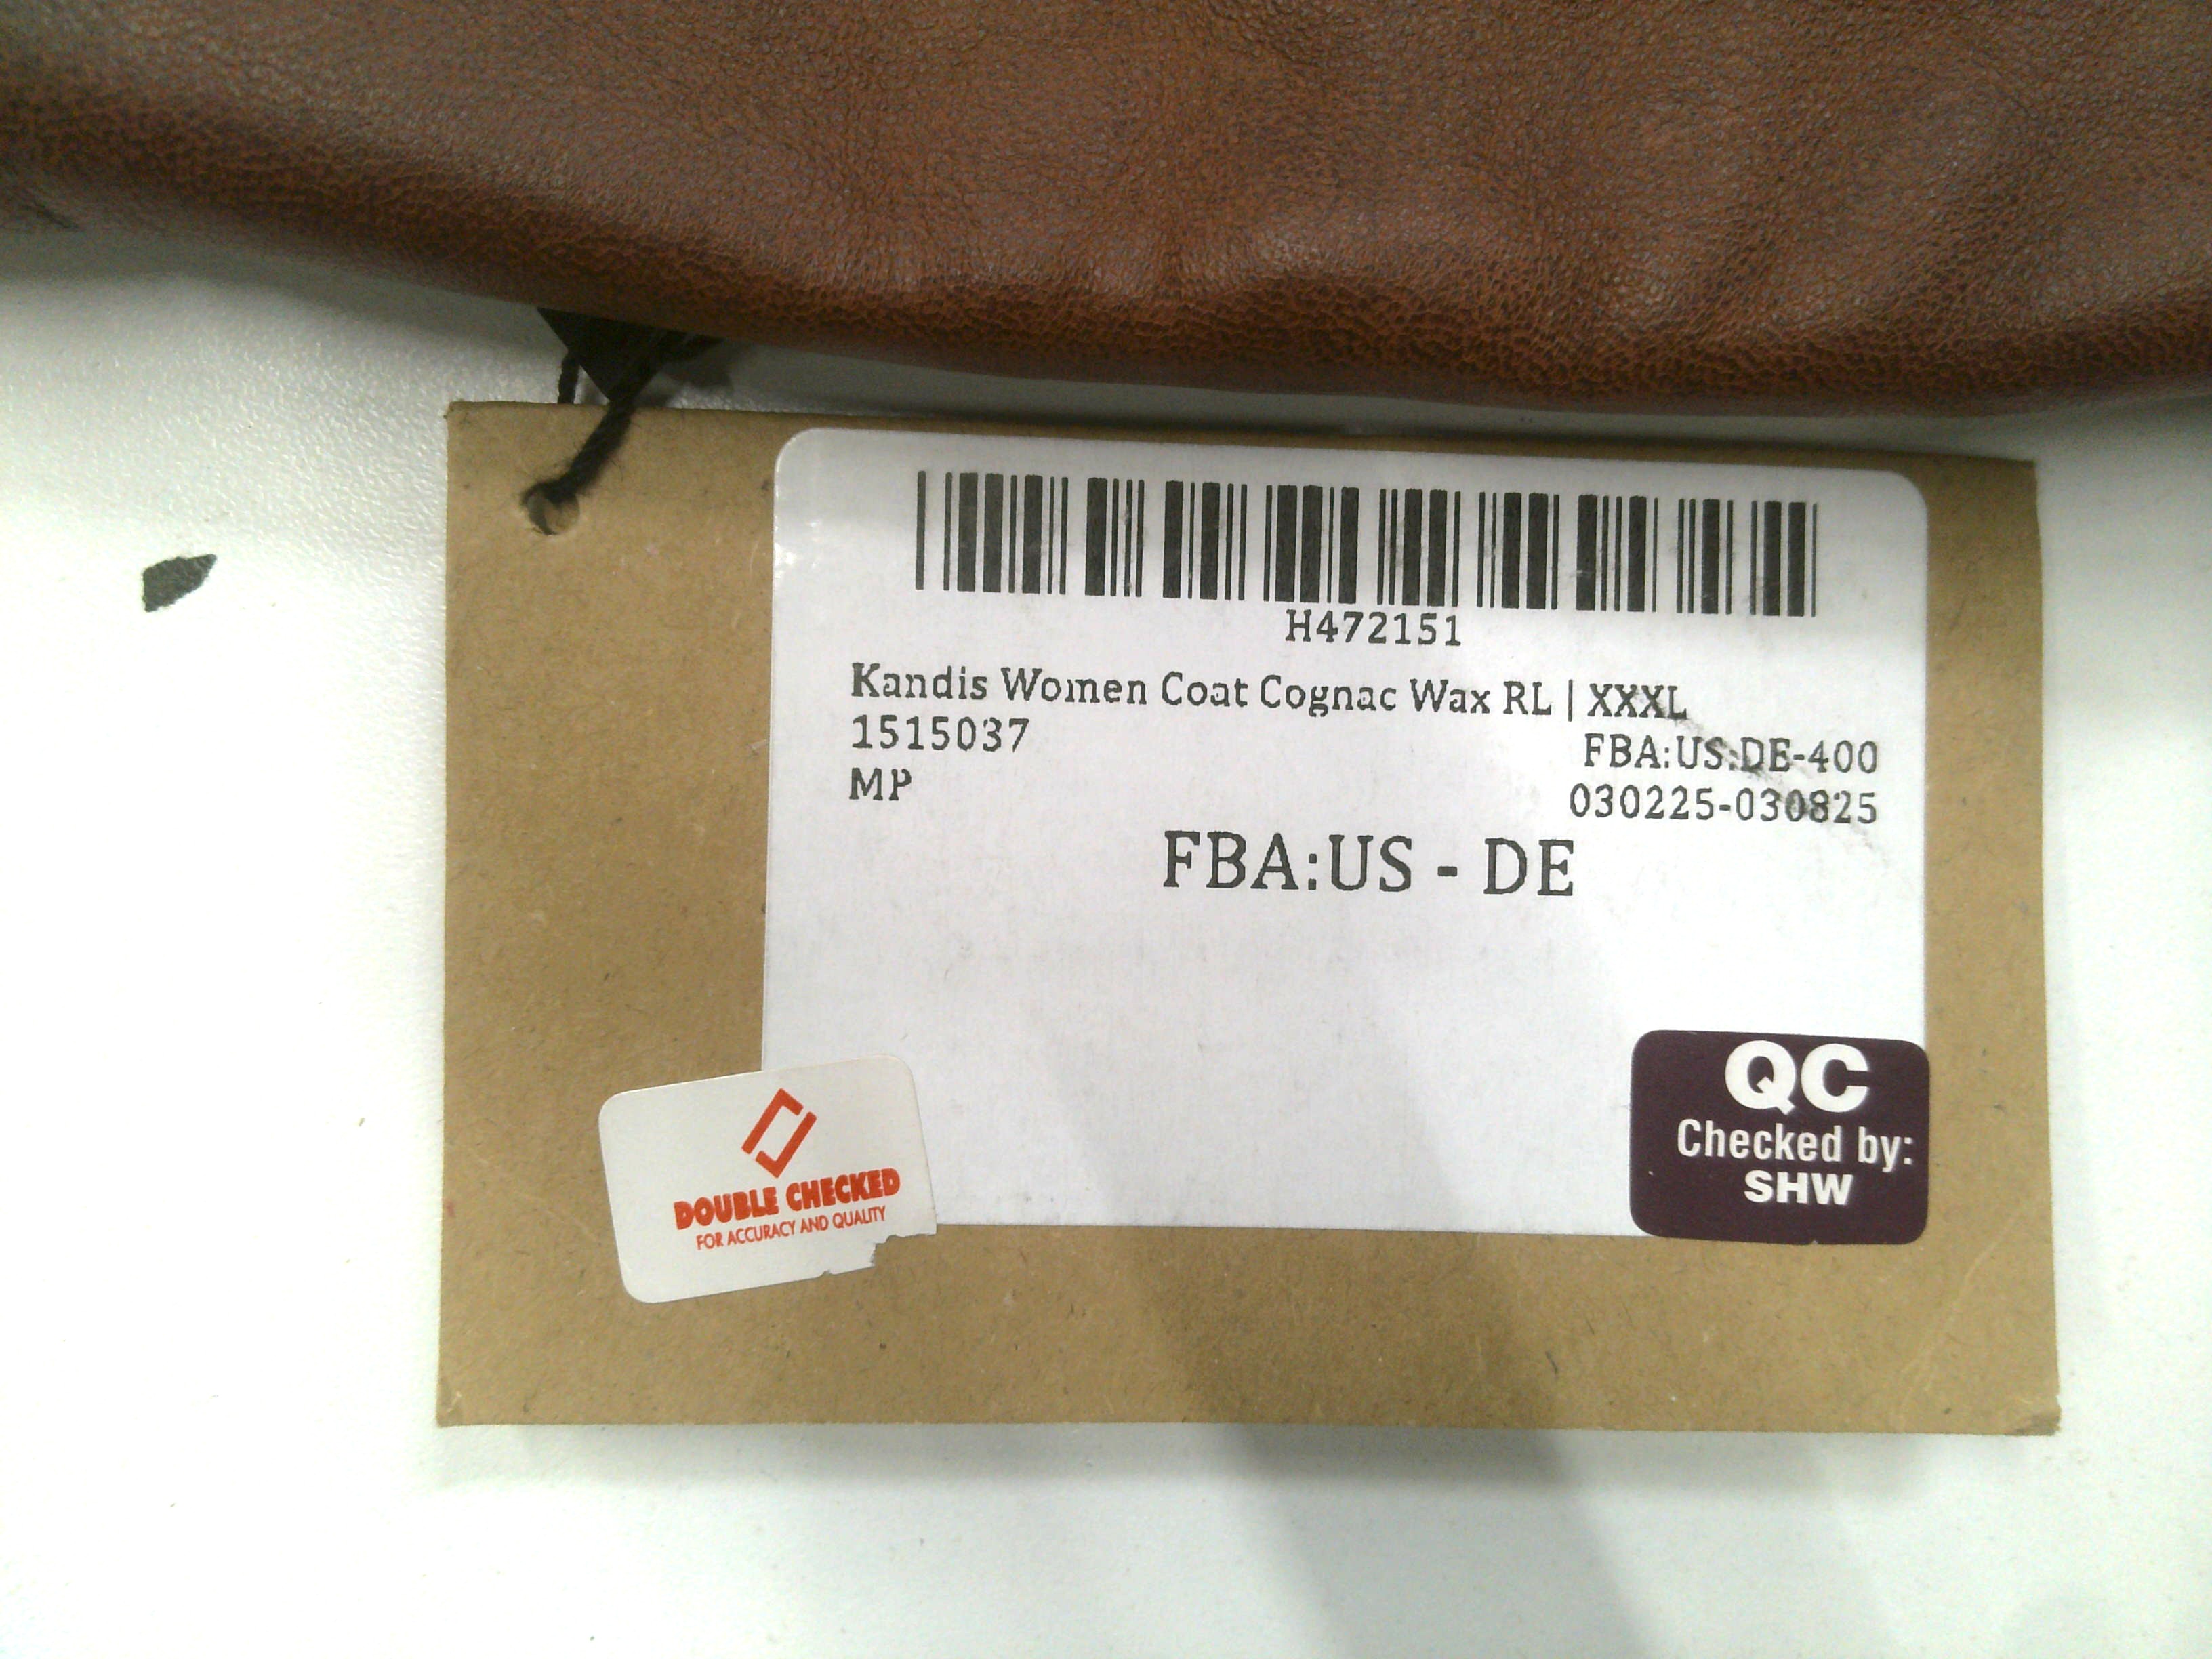 H472151
Kandis Women Coat Cognac Wax RL | XXXL
1515037
FBA:US:DE-400
MP
030225-030825
FBA:US - DE
QC
Checked by:
SHW
DOUBLE CHECKED
FOR ACCURACY AND QUALITY